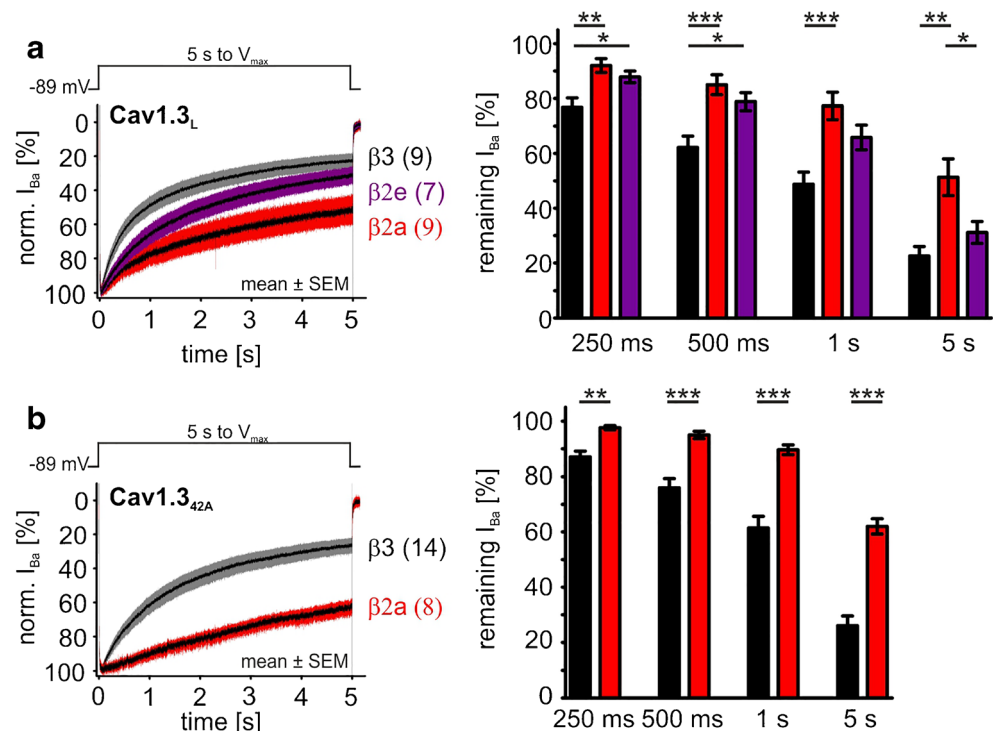 a
5 s to Vmax
-89 mV
Cav1.3L
norm. IBa [%]
0
20
40
60
80
100
β3 (9)
β2e (7)
β2a (9)
mean ± SEM
0 1 2 3 4 5
time [s]
remaining IBa [%]
100
80
60
40
20
0
** * *** * *** ** *
250 ms 500 ms 1 s 5 s
b
5 s to Vmax
-89 mV
Cav1.342A
norm. IBa [%]
0
20
40
60
80
100
β3 (14)
β2a (8)
mean ± SEM
0 1 2 3 4 5
time [s]
remaining IBa [%]
100
80
60
40
20
0
** *** *** ***
250 ms 500 ms 1 s 5 s